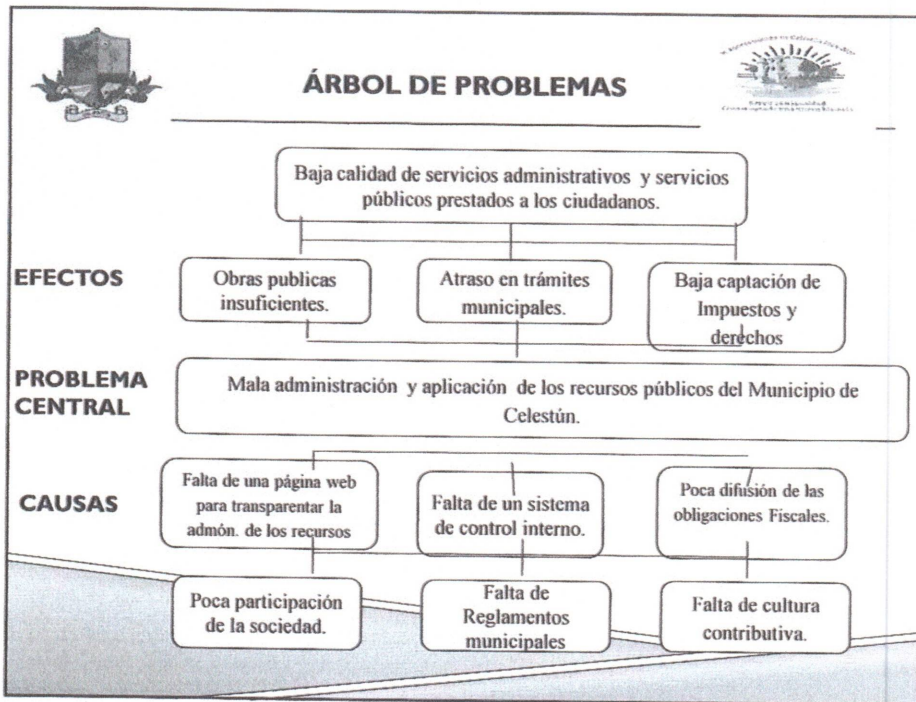 ÁRBOL DE PROBLEMAS
Baja calidad de servicios administrativos y servicios
públicos prestados a los ciudadanos.
EFECTOS
Obras publicas
insuficientes.
Atraso en trámites
municipales.
Baja captación de
Impuestos y
derechos
PROBLEMA
CENTRAL
Mala administración y aplicación de los recursos públicos del Municipio de
Celestún.
CAUSAS
Falta de una página web
para transparentar la
admón. de los recursos
Falta de un sistema
de control interno.
Poca difusión de las
obligaciones Fiscales.
Poca participación
de la sociedad.
Falta de
Reglamentos
municipales
Falta de cultura
contributiva.